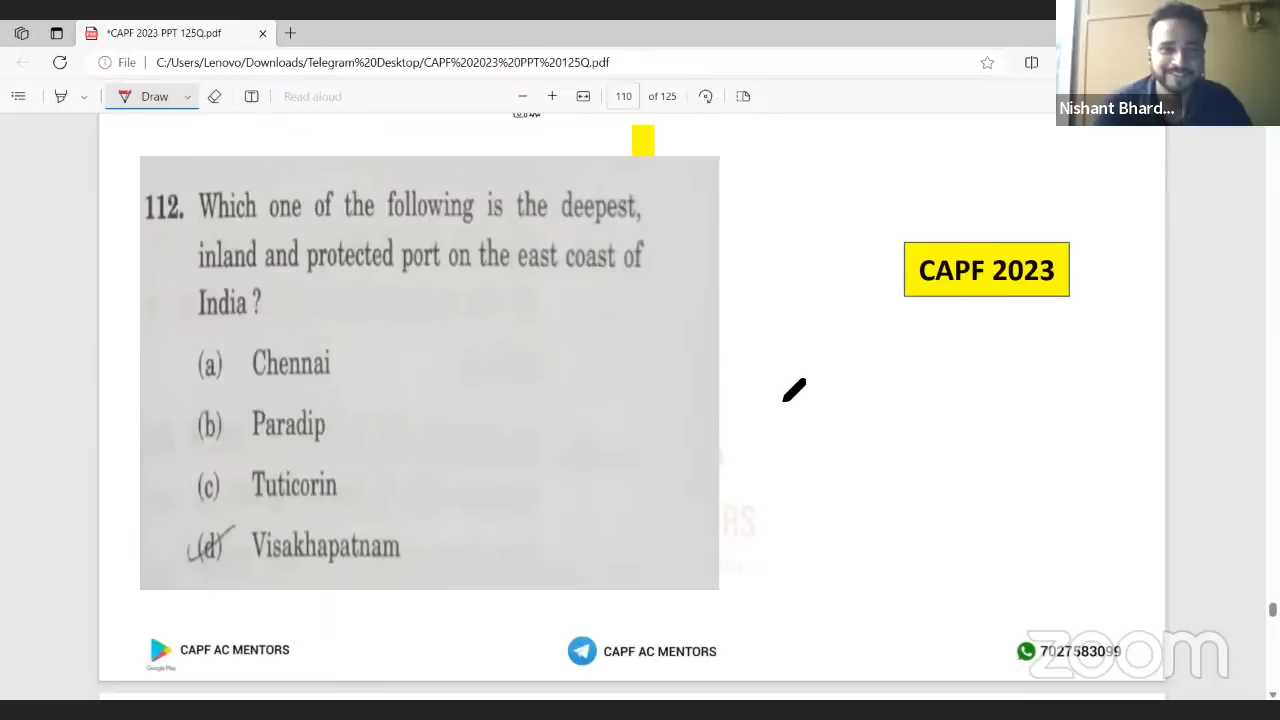 *CAPF 2023 PPT 125Q.pdf
File
C:/Users/Lenovo/Downloads/Telegram%20Desktop/CAPF%202023%20PPT%20125Q.pdf
Draw
Read aloud
110 of 125
Nishant Bhard...
112. Which one of the following is the deepest,
inland and protected port on the east coast of
India ?
(a) Chennai
(b) Paradip
(c) Tuticorin
(d) Visakhapatnam
CAPF 2023
CAPF AC MENTORS
Google Play
CAPF AC MENTORS
7027583099
zoom